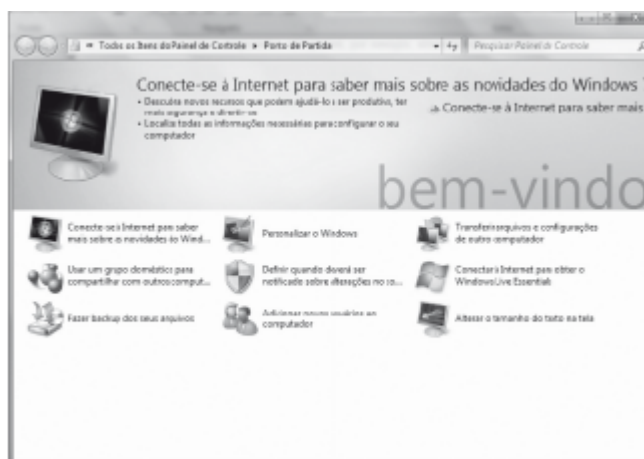 Todos os Itens do Painel de Controle ▸ Ponto de Partida
Pesquisar Painel de Controle
Conecte-se à Internet para saber mais sobre as novidades do Windows
• Descubra novos recursos que podem ajudá-lo a ser produtivo, ter
mais segurança e divertir-se
• Localize todas as informações necessárias para configurar o seu
computador
Conecte-se à Internet para saber mais
bem-vindo
Conecte-se à Internet para saber
mais sobre as novidades do Wind...
Personalizar o Windows
Transferir arquivos e configurações
de outro computador
Usar um grupo doméstico para
compartilhar com outros comput...
Definir quando deverá ser
notificado sobre alterações no so...
Conectar à Internet para obter o
Windows Live Essentials
Fazer backup dos seus arquivos
Adicionar novos usuários ao
computador
Alterar o tamanho do texto na tela